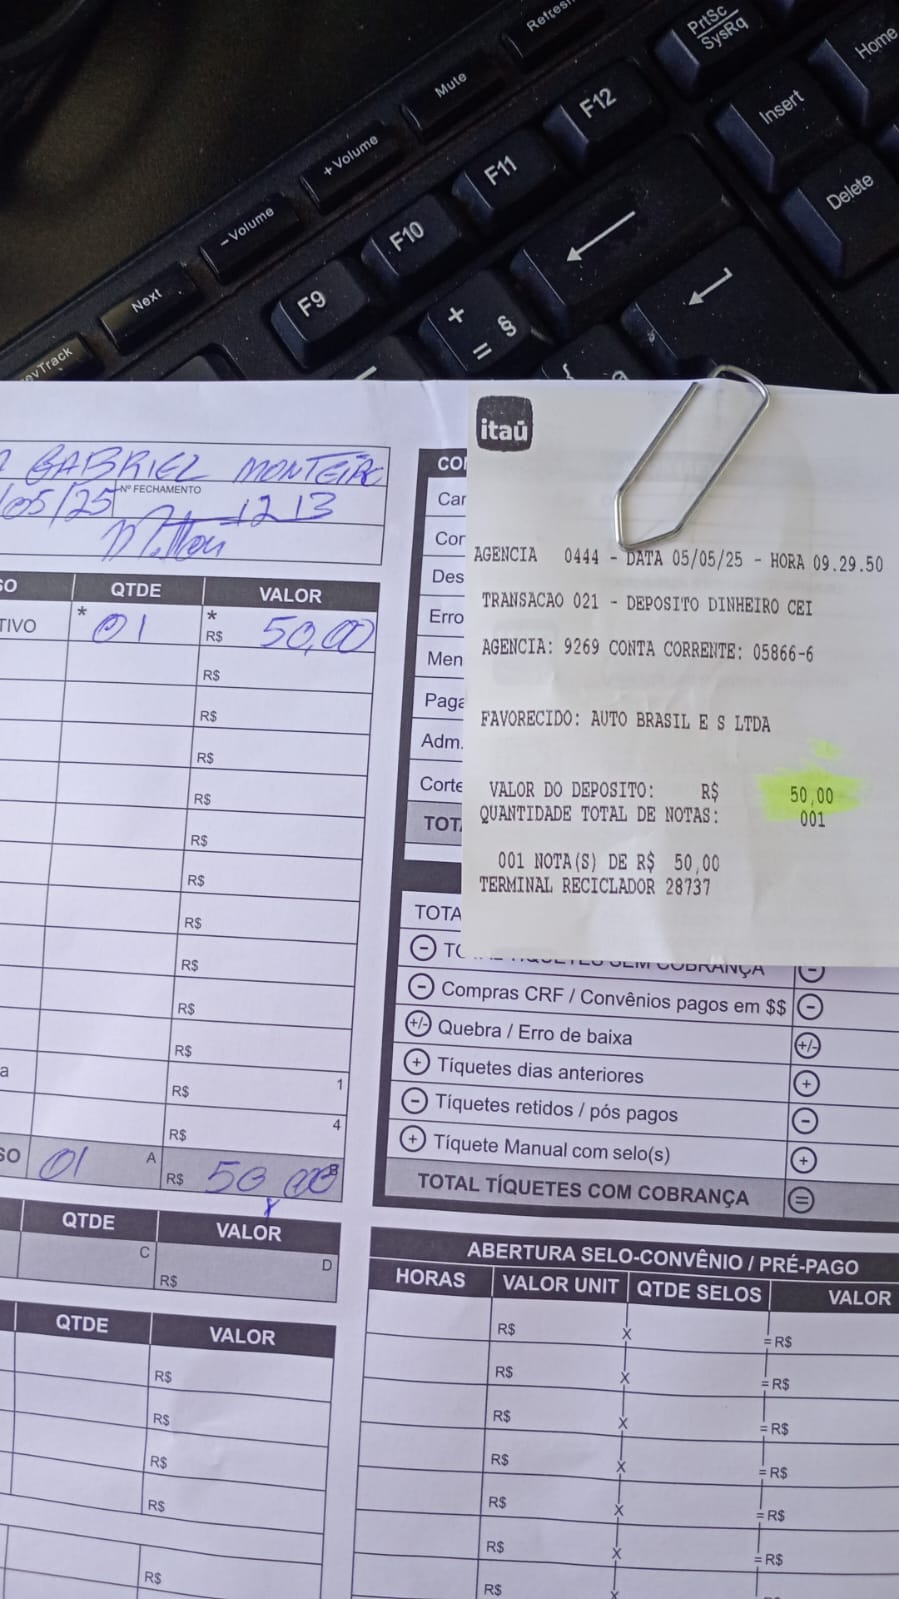 Refresh
PrtSc
SysRq
Home
Mute
F12
Insert
+ Volume
F11
Delete
– Volume
F10
Next
F9
+
= §
evTrack
GABRIEL MONTEIRO
/05/25 Nº FECHAMENTO 1213
QTDE VALOR
TIVO * 01 * R$ 50,00
R$
R$
R$
R$
R$
R$
R$
R$
R$
R$
a R$ 1
R$ 4
SO 01 A R$ 50,00 B
QTDE VALOR
C R$ D
QTDE VALOR
R$
R$
R$
R$
R$
itaú
AGENCIA 0444 - DATA 05/05/25 - HORA 09.29.50
TRANSACAO 021 - DEPOSITO DINHEIRO CEI
AGENCIA: 9269 CONTA CORRENTE: 05866-6
FAVORECIDO: AUTO BRASIL E S LTDA
VALOR DO DEPOSITO: R$ 50,00
QUANTIDADE TOTAL DE NOTAS: 001
001 NOTA(S) DE R$ 50,00
TERMINAL RECICLADOR 28737
Car
Cor
Des
Erro
Men
Paga
Adm.
Corte
TOTA
TOTA
(-) TOTAL TÍQUETES SEM COBRANÇA (-)
(-) Compras CRF / Convênios pagos em $$ (-)
(+/-) Quebra / Erro de baixa (+/-)
(+) Tíquetes dias anteriores (+)
(-) Tíquetes retidos / pós pagos (-)
(+) Tíquete Manual com selo(s) (+)
TOTAL TÍQUETES COM COBRANÇA (=)
ABERTURA SELO-CONVÊNIO / PRÉ-PAGO
HORAS VALOR UNIT QTDE SELOS VALOR
R$ X = R$
R$ X = R$
R$ X = R$
R$ X = R$
R$ X = R$
R$ X = R$
R$ X